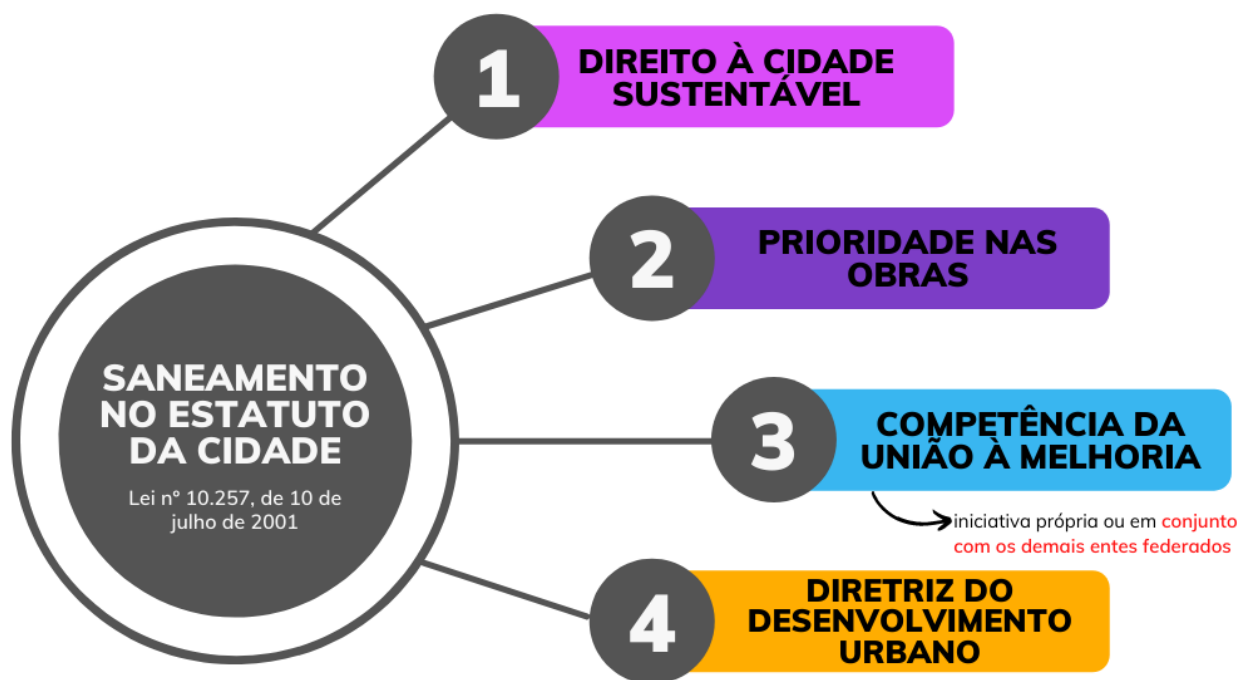 SANEAMENTO
NO ESTATUTO
DA CIDADE
Lei nº 10.257, de 10 de
julho de 2001
1
DIREITO À CIDADE
SUSTENTÁVEL
2
PRIORIDADE NAS
OBRAS
3
COMPETÊNCIA DA
UNIÃO À MELHORIA
iniciativa própria ou em conjunto
com os demais entes federados
4
DIRETRIZ DO
DESENVOLVIMENTO
URBANO